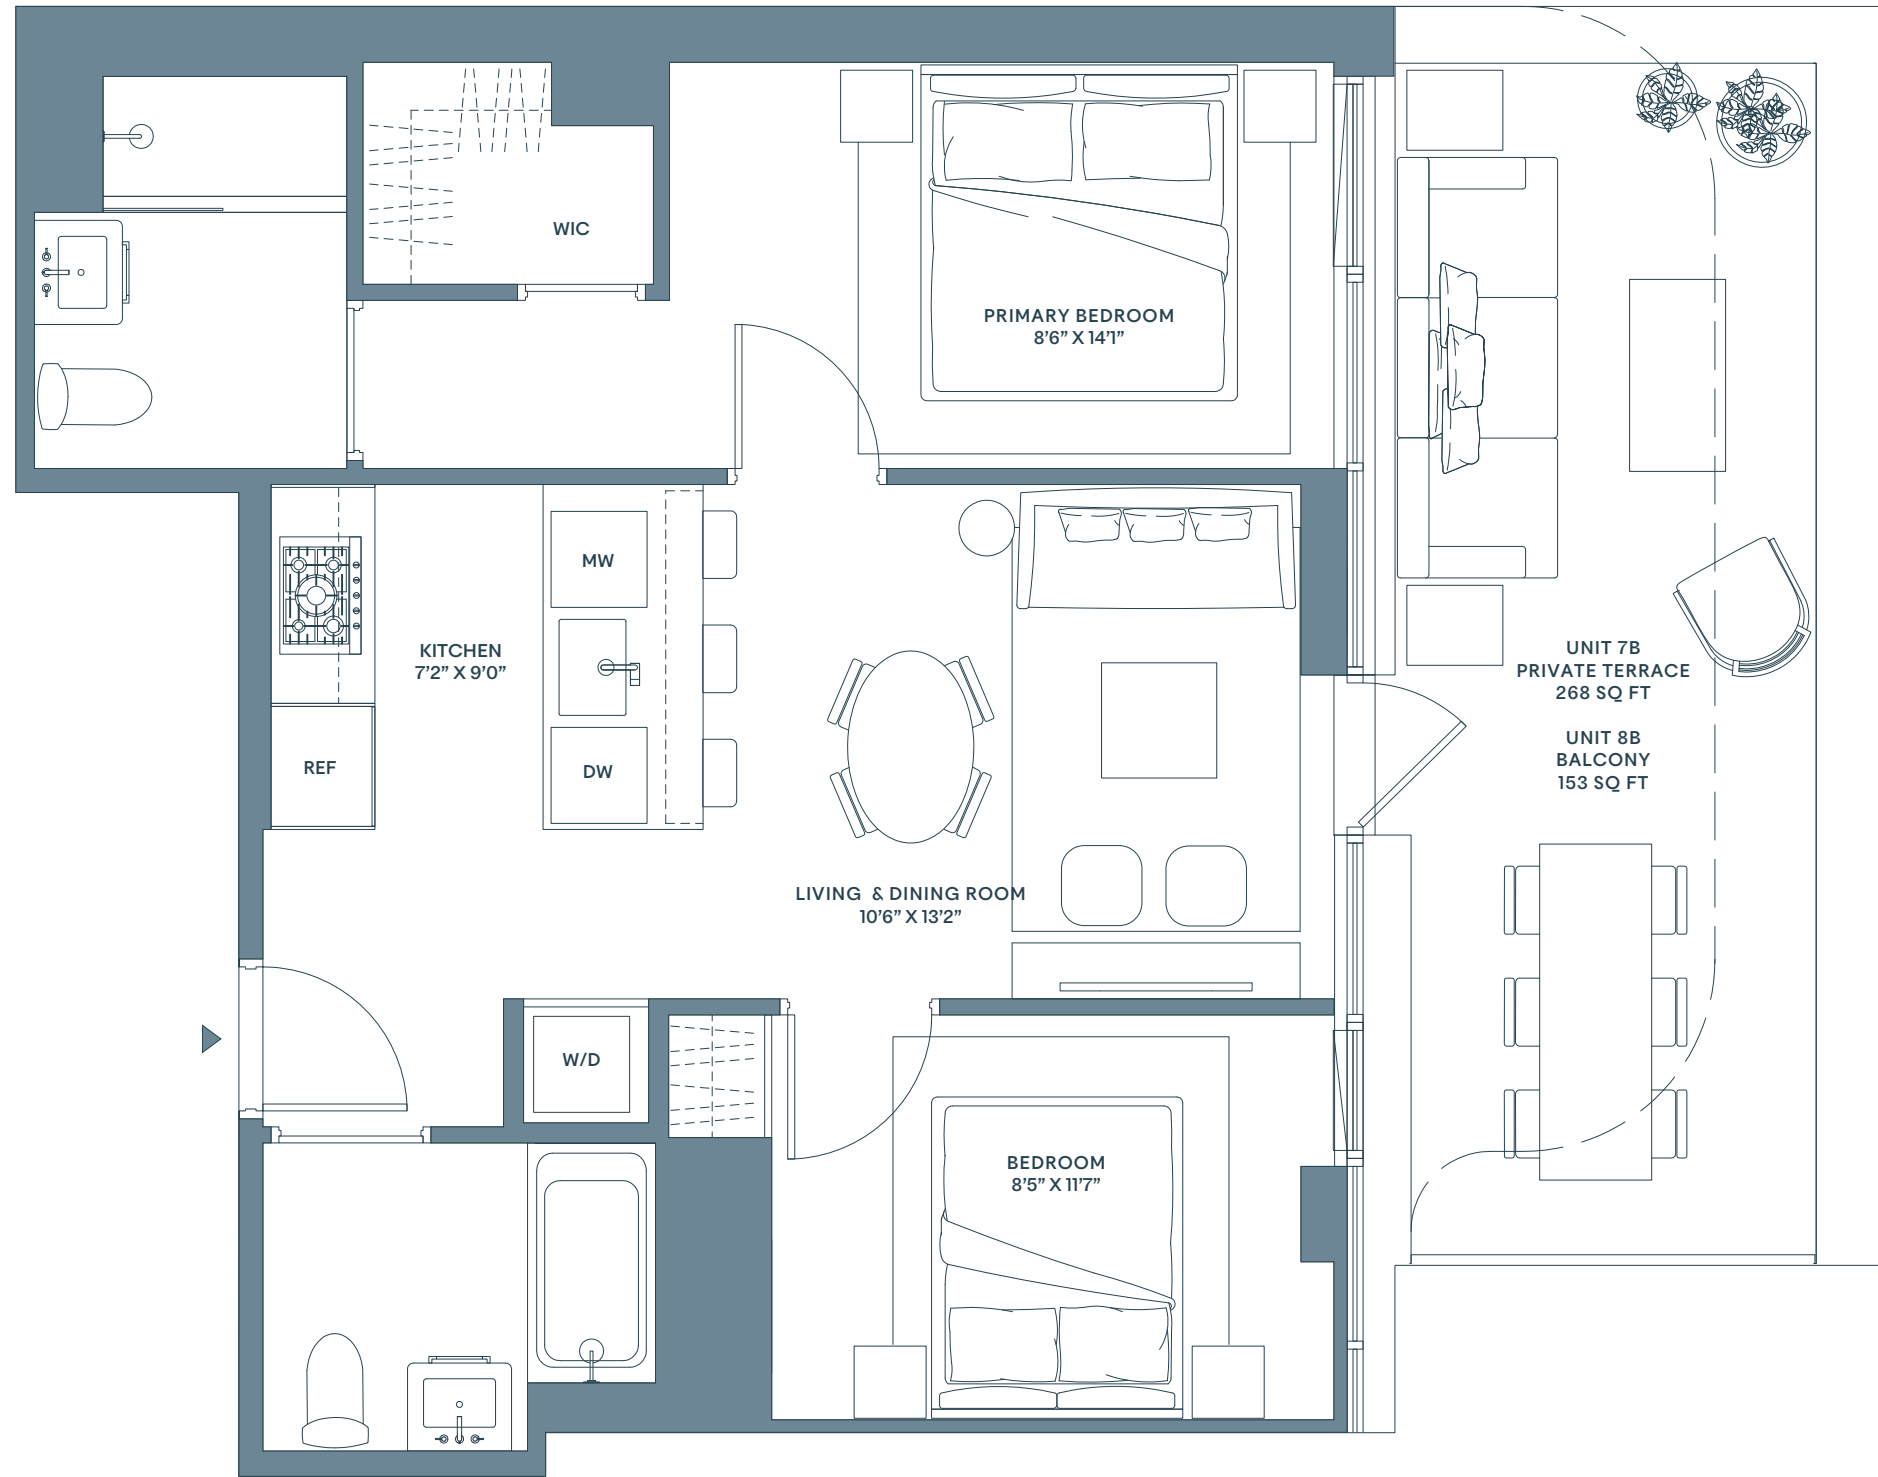 WIC
PRIMARY BEDROOM
8’6” X 14’1”
MW
KITCHEN
7’2” X 9’0”
REF
DW
UNIT 7B
PRIVATE TERRACE
268 SQ FT
UNIT 8B
BALCONY
153 SQ FT
LIVING & DINING ROOM
10’6” X 13’2”
W/D
BEDROOM
8’5” X 11’7”